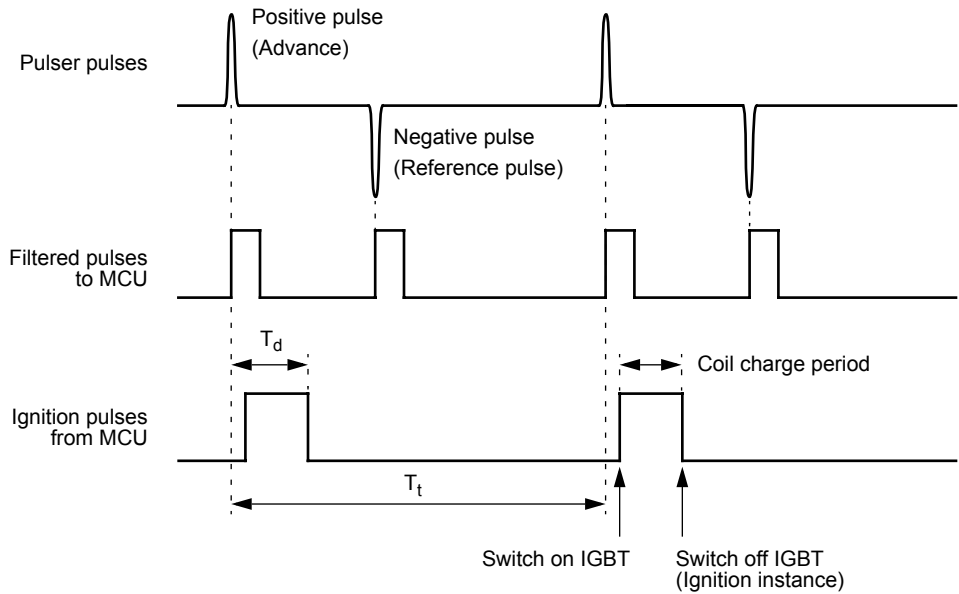 Positive pulse
(Advance)
Pulser pulses
Negative pulse
(Reference pulse)
Filtered pulses
to MCU
Td
Coil charge period
Ignition pulses
from MCU
Tt
Switch on IGBT
Switch off IGBT
(Ignition instance)